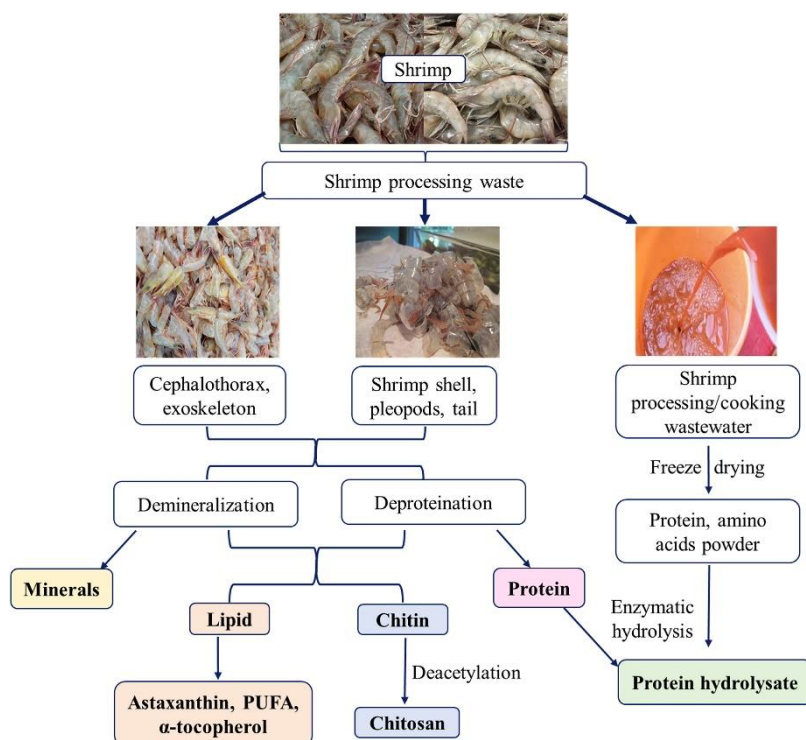 Shrimp
Shrimp processing waste
Cephalothorax,
exoskeleton
Shrimp shell,
pleopods, tail
Shrimp
processing/cooking
wastewater
Freeze drying
Demineralization
Deproteination
Protein, amino
acids powder
Minerals
Lipid
Chitin
Protein
Enzymatic
hydrolysis
Deacetylation
Astaxanthin, PUFA,
α-tocopherol
Chitosan
Protein hydrolysate